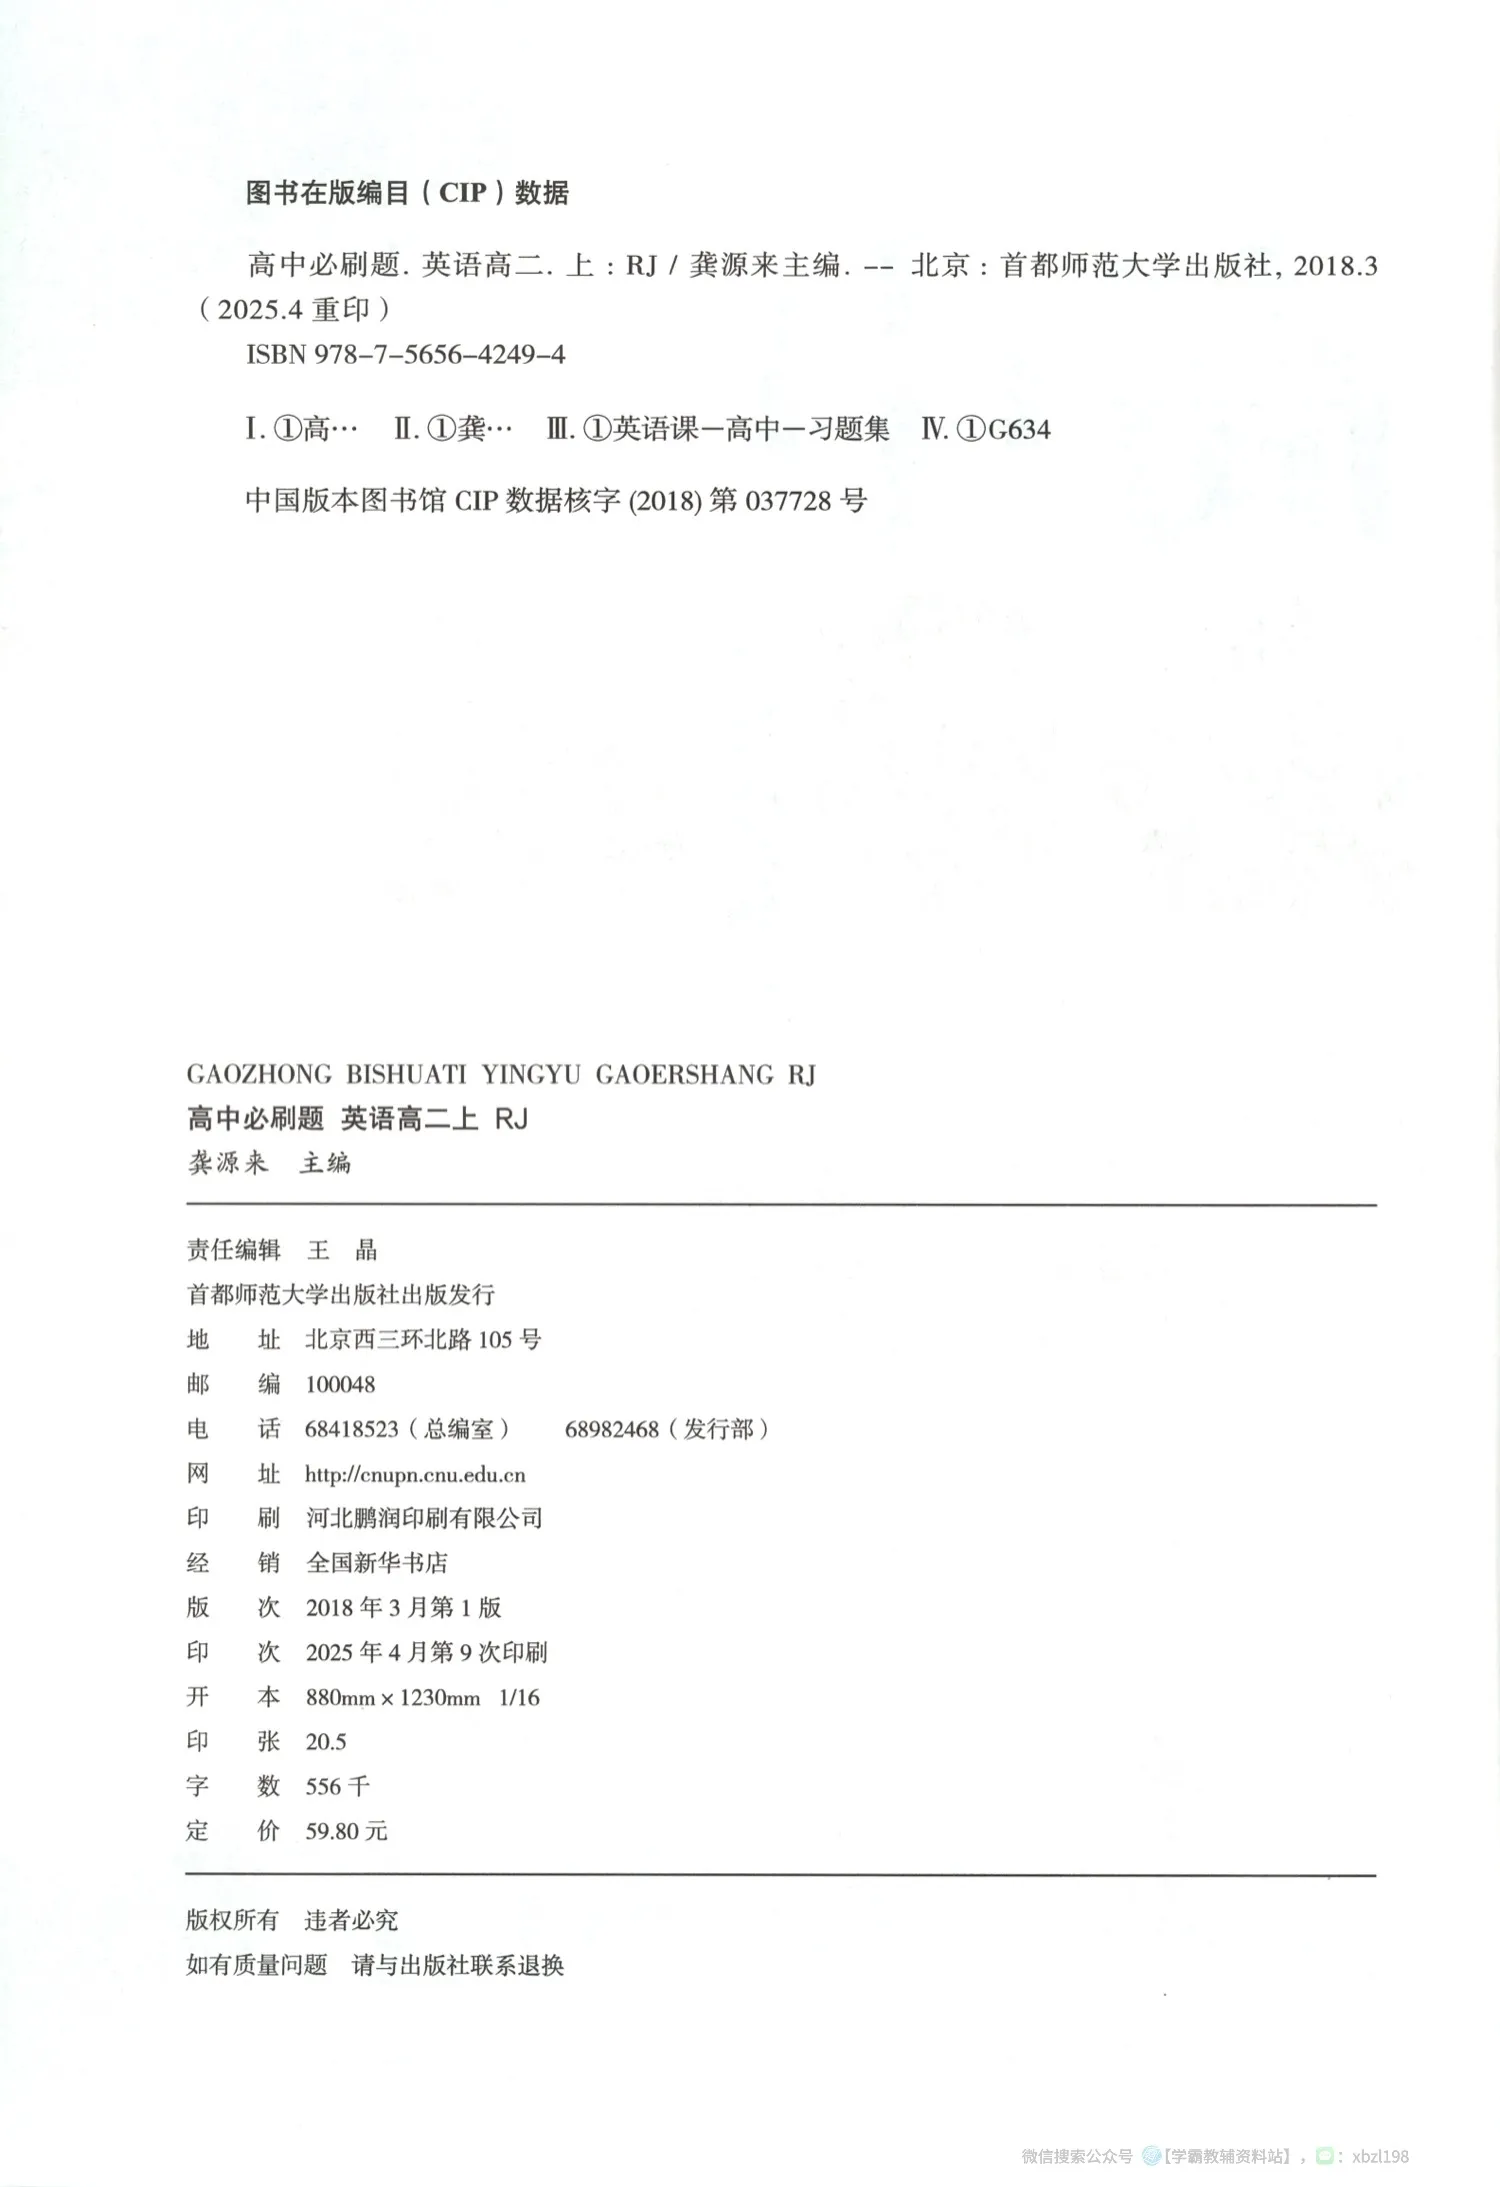 图书在版编目（CIP）数据
高中必刷题. 英语高二. 上：RJ / 龚源来主编. -- 北京：首都师范大学出版社, 2018.3
（2025.4 重印）
ISBN 978-7-5656-4249-4
Ⅰ. ①高… Ⅱ. ①龚… Ⅲ. ①英语课－高中－习题集 Ⅳ. ①G634
中国版本图书馆 CIP 数据核字 (2018) 第 037728 号
GAOZHONG BISHUATI YINGYU GAOERSHANG RJ
高中必刷题 英语高二上 RJ
龚源来 主编
责任编辑 王 晶
首都师范大学出版社出版发行
地 址 北京西三环北路 105 号
邮 编 100048
电 话 68418523（总编室） 68982468（发行部）
网 址 http://cnupn.cnu.edu.cn
印 刷 河北鹏润印刷有限公司
经 销 全国新华书店
版 次 2018 年 3 月第 1 版
印 次 2025 年 4 月第 9 次印刷
开 本 880mm × 1230mm 1/16
印 张 20.5
字 数 556 千
定 价 59.80 元
版权所有 违者必究
如有质量问题 请与出版社联系退换
微信搜索公众号 【学霸教辅资料站】，：xbzl198